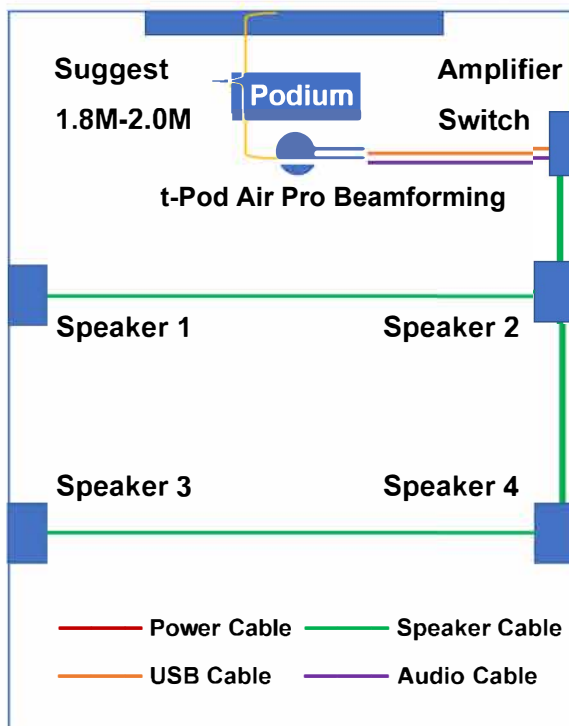 Suggest
1.8M-2.0M
Podium
Amplifier
Switch
t-Pod Air Pro Beamforming
Speaker 1
Speaker 2
Speaker 3
Speaker 4
Power Cable
Speaker Cable
USB Cable
Audio Cable